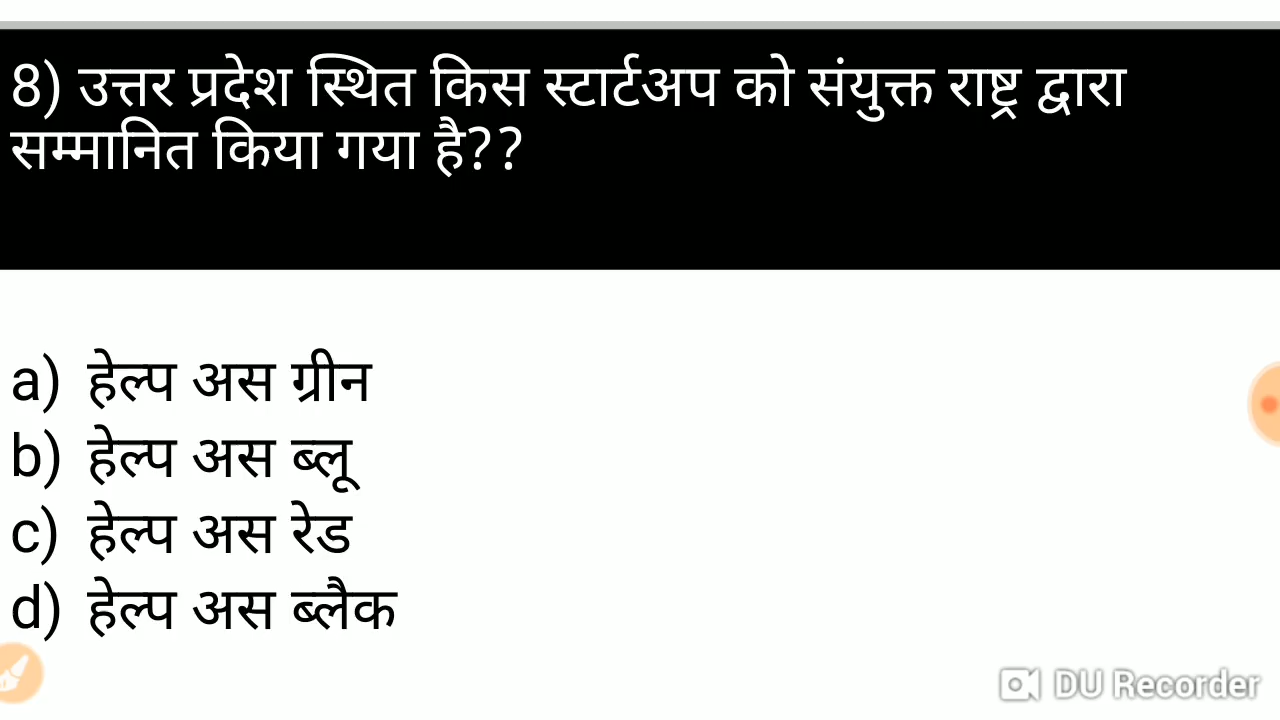 8) उत्तर प्रदेश स्थित किस स्टार्टअप को संयुक्त राष्ट्र द्वारा
सम्मानित किया गया है??
a) हेल्प अस ग्रीन
b) हेल्प अस ब्लू
c) हेल्प अस रेड
d) हेल्प अस ब्लैक
DU Recorder